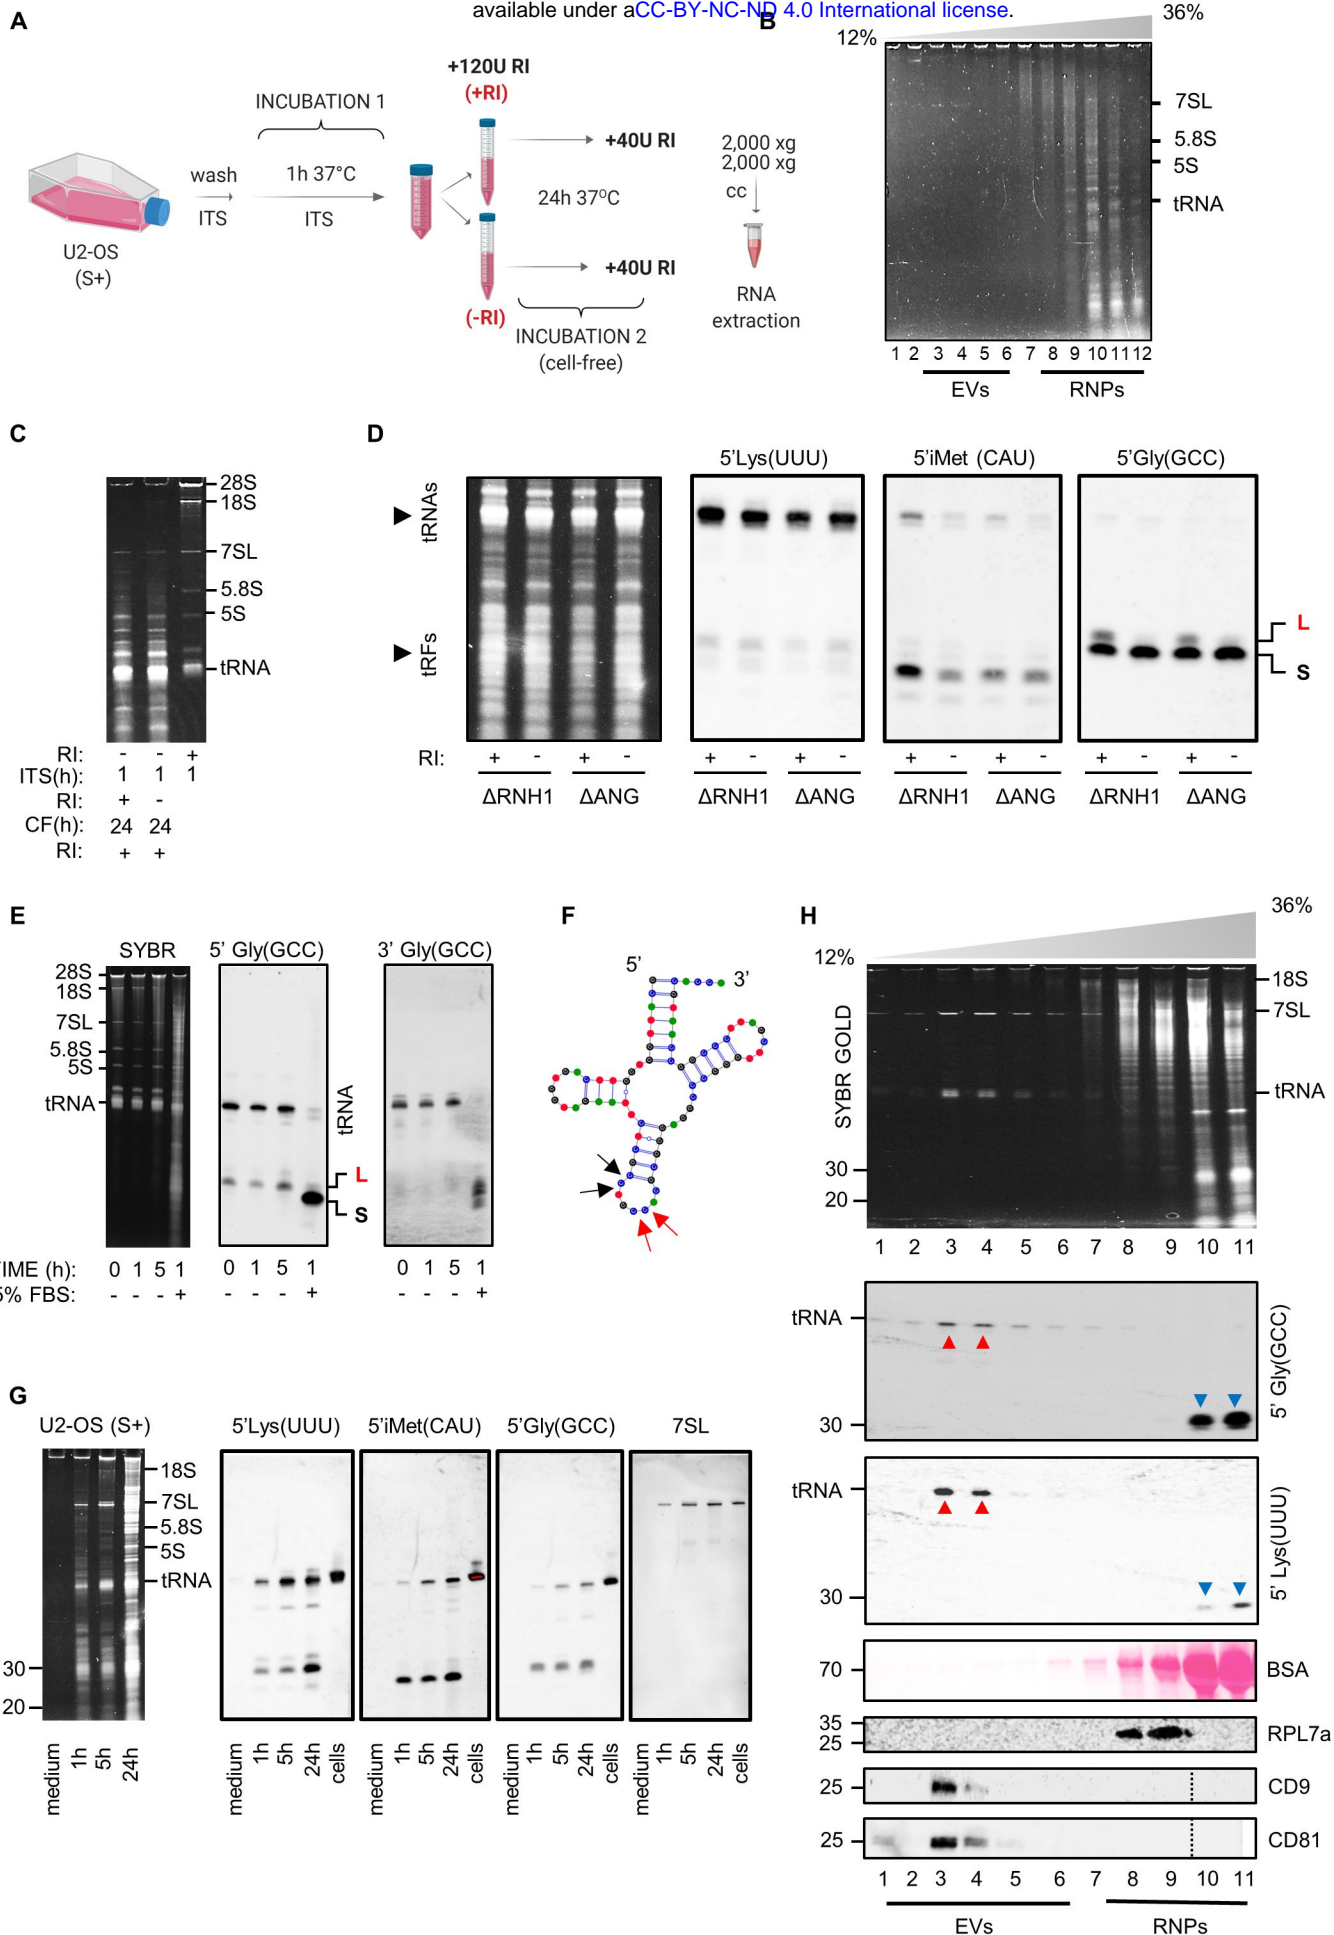 available under aCC-BY-NC-ND 4.0 International license.
A
+120U RI
(+RI)
INCUBATION 1
+40U RI
wash
1h 37°C
ITS
ITS
24h 37°C
2,000 xg
2,000 xg
cc
U2-OS
(S+)
+40U RI
(-RI)
INCUBATION 2
(cell-free)
RNA
extraction
B
12%
36%
7SL
5.8S
5S
tRNA
1 2 3 4 5 6 7 8 9 10 11 12
EVs
RNPs
C
28S
18S
7SL
5.8S
5S
tRNA
RI: - - +
ITS(h): 1 1 1
RI: + -
CF(h): 24 24
RI: + +
D
5'Lys(UUU)
5'iMet (CAU)
5'Gly(GCC)
tRNAs
tRFs
L
S
RI: + - + - + - + - + - + - + - + -
ΔRNH1 ΔANG ΔRNH1 ΔANG ΔRNH1 ΔANG ΔRNH1 ΔANG
E
SYBR
5' Gly(GCC)
3' Gly(GCC)
28S
18S
7SL
5.8S
5S
tRNA
tRNA
L
S
TIME (h): 0 1 5 1 0 1 5 1 0 1 5 1
5% FBS: - - - + - - - + - - - +
F
5'
3'
G
U2-OS (S+)
5'Lys(UUU)
5'iMet(CAU)
5'Gly(GCC)
7SL
18S
7SL
5.8S
5S
tRNA
30
20
medium 1h 5h 24h
medium 1h 5h 24h cells
medium 1h 5h 24h cells
medium 1h 5h 24h cells
medium 1h 5h 24h cells
H
12%
36%
SYBR GOLD
18S
7SL
tRNA
30
20
1 2 3 4 5 6 7 8 9 10 11
tRNA
30
5' Gly(GCC)
tRNA
30
5' Lys(UUU)
70
BSA
35
25
RPL7a
25
CD9
25
CD81
1 2 3 4 5 6 7 8 9 10 11
EVs
RNPs